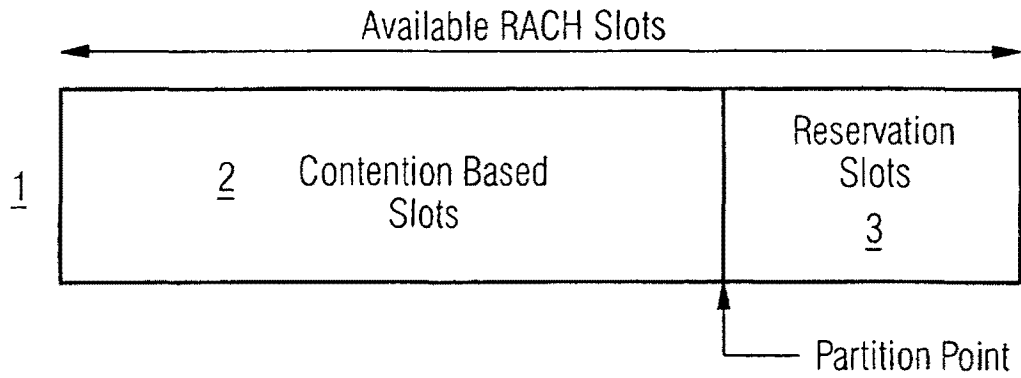 Available RACH Slots
1
2 Contention Based
Slots
Reservation
Slots
3
Partition Point